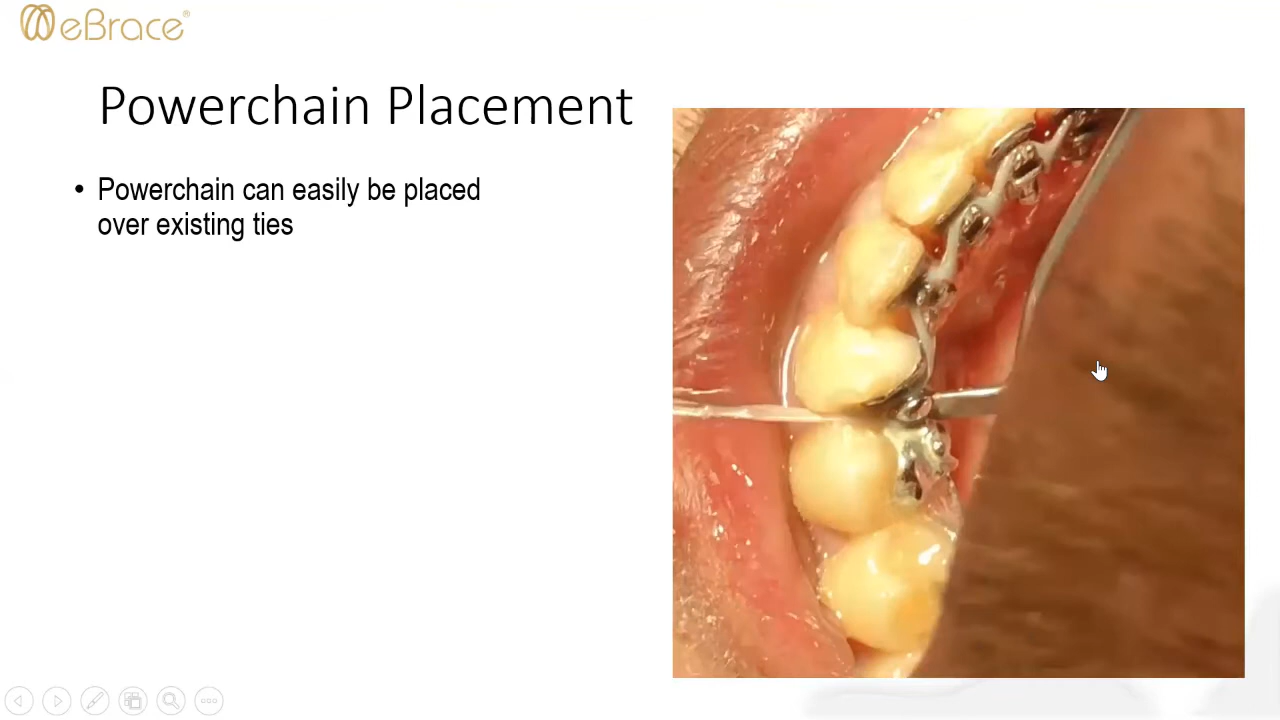 eBrace®
Powerchain Placement
• Powerchain can easily be placed
over existing ties